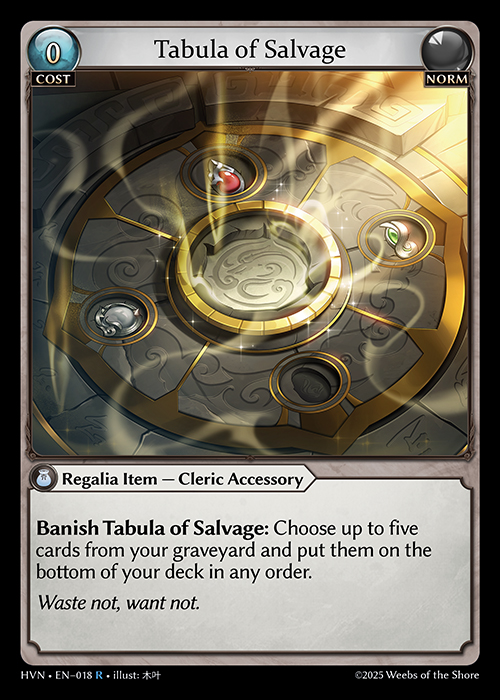 0
Tabula of Salvage
COST
NORM
Regalia Item — Cleric Accessory
Banish Tabula of Salvage: Choose up to five
cards from your graveyard and put them on the
bottom of your deck in any order.
Waste not, want not.
HVN • EN-018 R • illust: 木叶
©2025 Weebs of the Shore